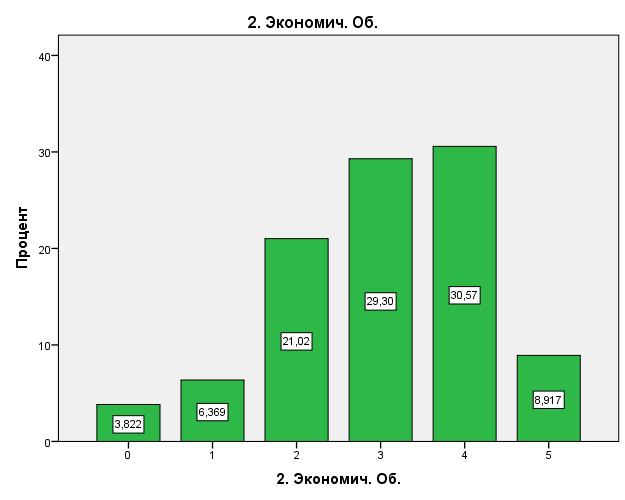 2. Экономич. Об.
Процент
40
30
20
10
0
3,822
6,369
21,02
29,30
30,57
8,917
0 1 2 3 4 5
2. Экономич. Об.